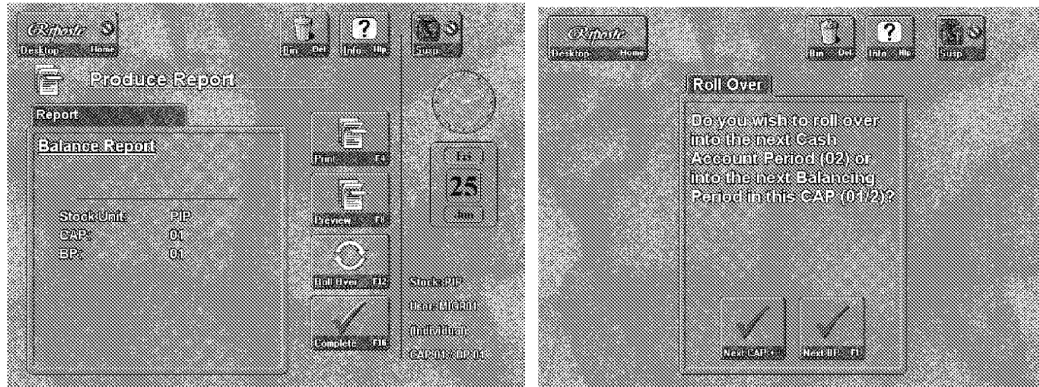 Riposte
Desktop Home
Bin Del
Info Hlp
Susp
Produce Report
Report
Balance Report
Stock Unit: PIP
CAP: 01
BP: 01
Print F4
Preview F8
Roll Over F12
Complete F16
Fri
25
Jun
Stock: PIP
(Individual)
CAP 01 / BP 01
Riposte
Desktop Home
Bin Del
Info Hlp
Susp
Roll Over
Do you wish to roll over
into the next Cash
Account Period (02) or
into the next Balancing
Period in this CAP (01/2)?
Next CAP
Next BP